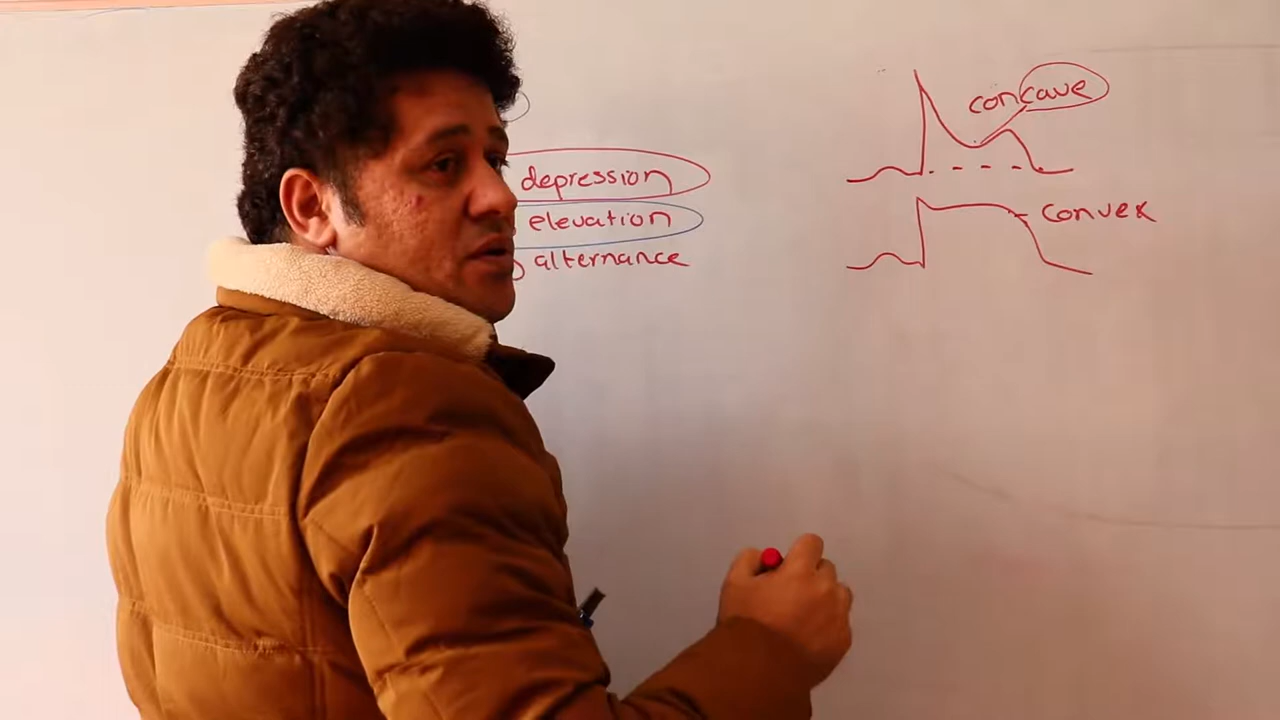 depression
elevation
alternance
concave
convex